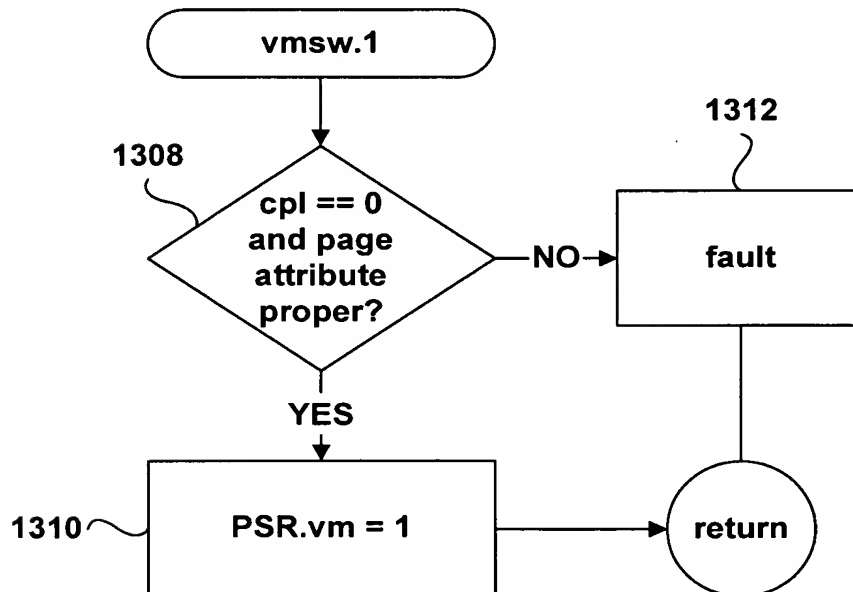 vmsw.1
1312
1308
cpl == 0
and page
attribute
proper?
NO
fault
YES
1310
PSR.vm = 1
return